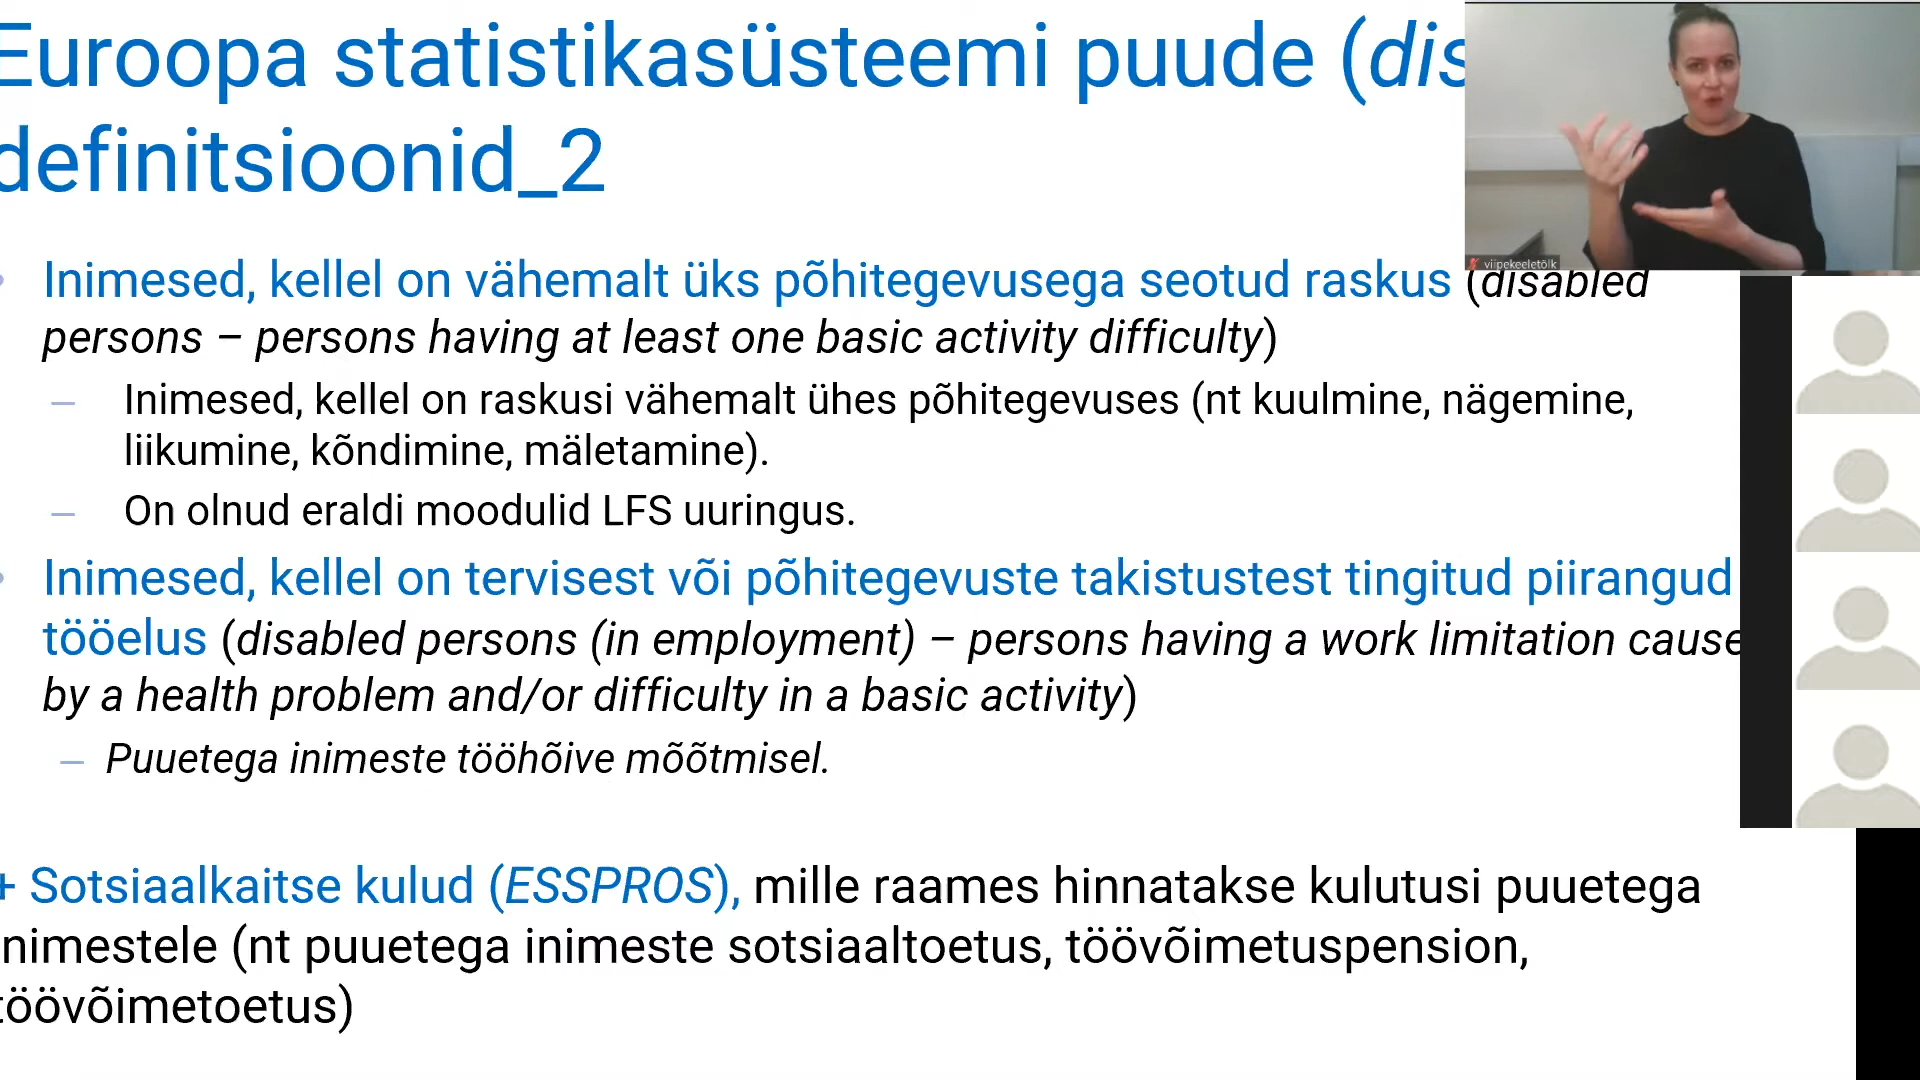 Euroopa statistikasüsteemi puude (dis
definitsioonid_2
Inimesed, kellel on vähemalt üks põhitegevusega seotud raskus (disabled
persons – persons having at least one basic activity difficulty)
– Inimesed, kellel on raskusi vähemalt ühes põhitegevuses (nt kuulmine, nägemine,
liikumine, kõndimine, mäletamine).
– On olnud eraldi moodulid LFS uuringus.
Inimesed, kellel on tervisest või põhitegevuste takistustest tingitud piirangud
tööelus (disabled persons (in employment) – persons having a work limitation cause
by a health problem and/or difficulty in a basic activity)
– Puuetega inimeste tööhõive mõõtmisel.
+ Sotsiaalkaitse kulud (ESSPROS), mille raames hinnatakse kulutusi puuetega
nimestele (nt puuetega inimeste sotsiaaltoetus, töövõimetuspension,
töövõimetoetus)
viipekeeletõlk